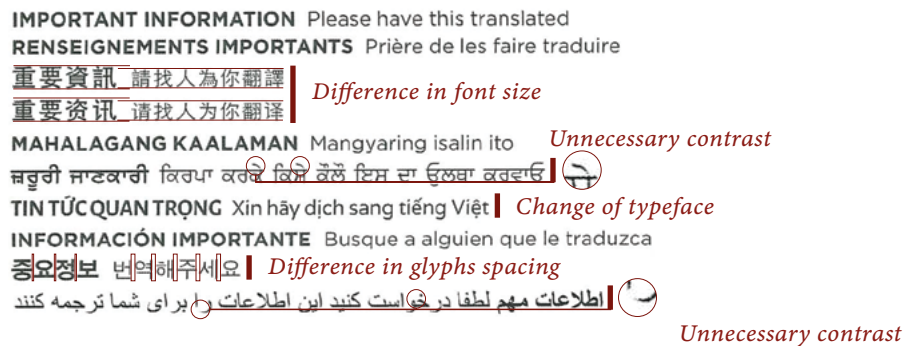 IMPORTANT INFORMATION Please have this translated
RENSEIGNEMENTS IMPORTANTS Prière de les faire traduire
重要資訊 請找人為你翻譯
Difference in font size
重要资讯 请找人为你翻译
MAHALAGANG KAALAMAN Mangyaring isalin ito
Unnecessary contrast
ਜ਼ਰੂਰੀ ਜਾਣਕਾਰੀ ਕਿਰਪਾ ਕਰਕੇ ਕਿਸੇ ਕੋਲੋਂ ਇਸ ਦਾ ਉਲਥਾ ਕਰਵਾਓ
TIN TỨC QUAN TRỌNG Xin hãy dịch sang tiếng Việt
Change of typeface
INFORMACIÓN IMPORTANTE Busque a alguien que le traduzca
중요정보 번역해주세요
Difference in glyphs spacing
اطلاعات مهم لطفا درخواست کنید این اطلاعات را برای شما ترجمه کنند
Unnecessary contrast